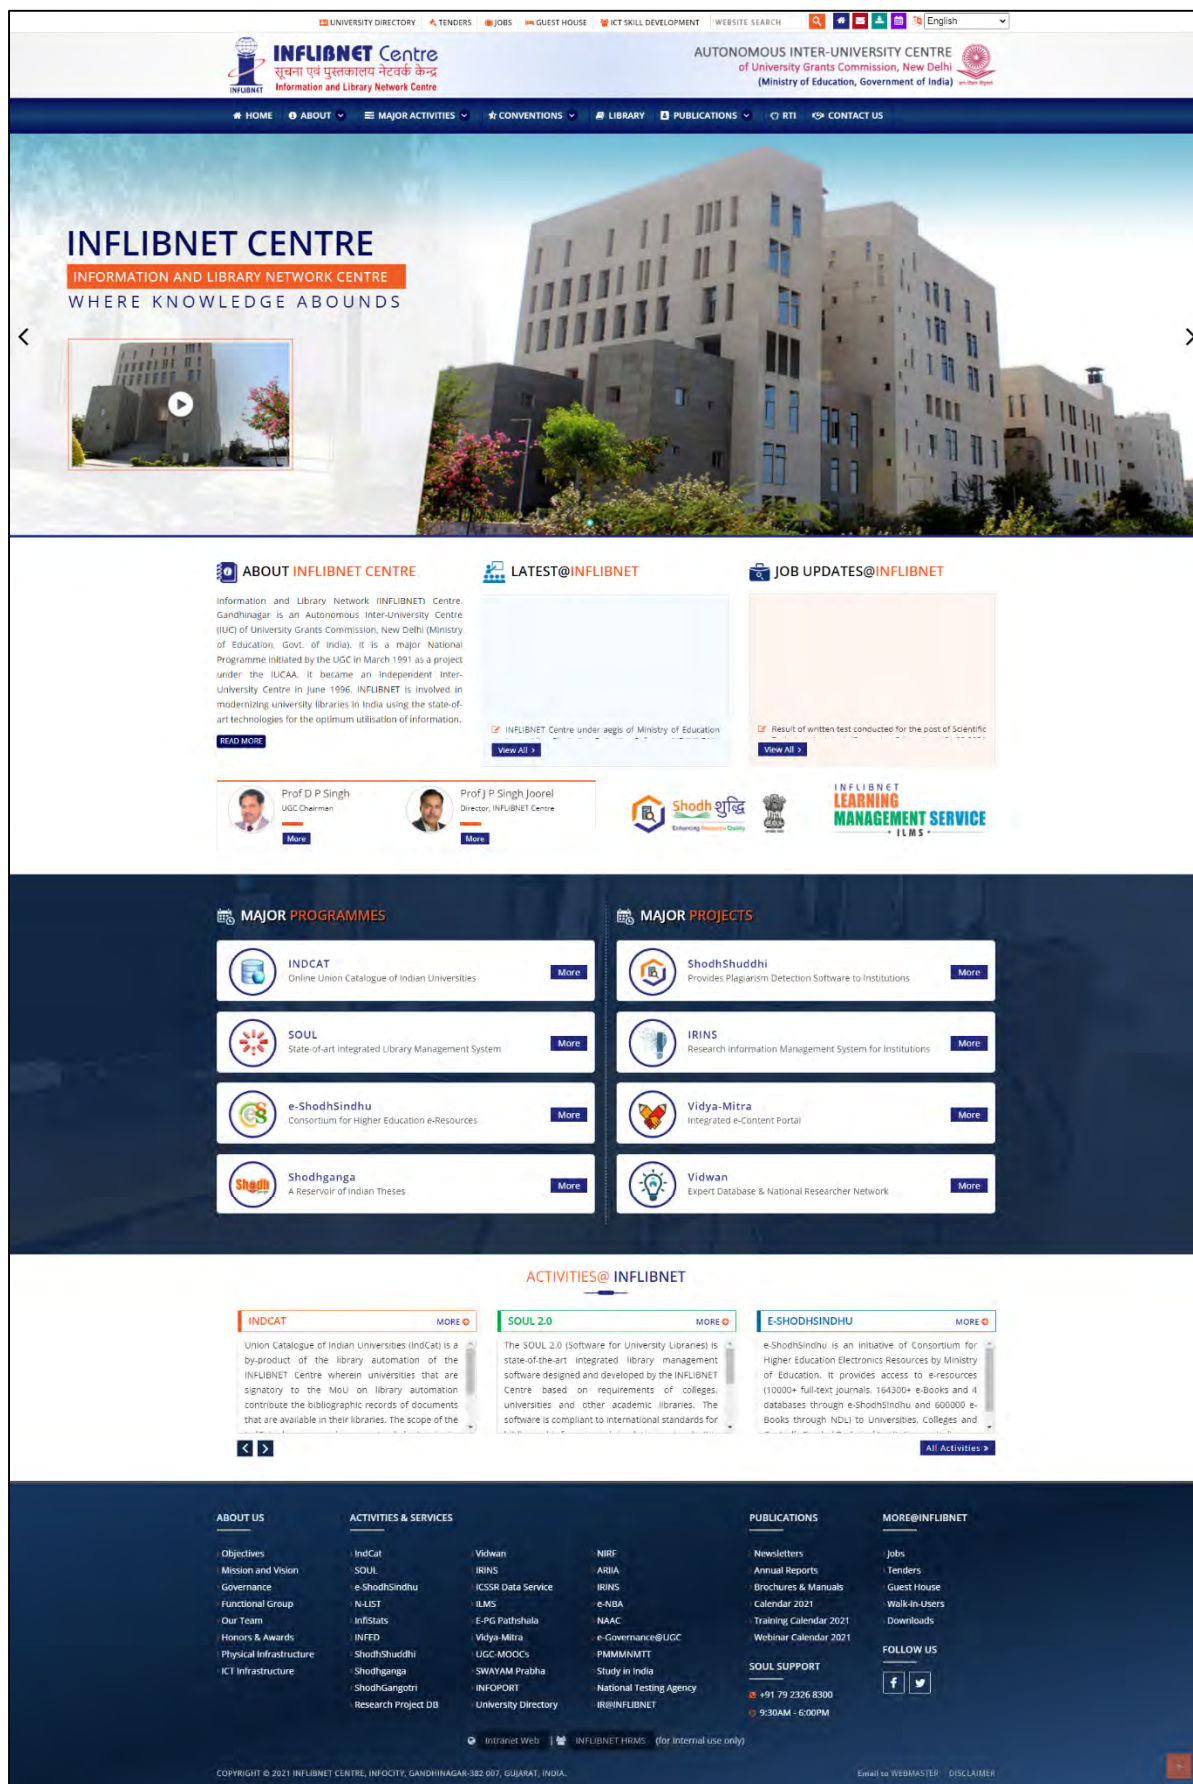 UNIVERSITY DIRECTORY TENDERS JOBS GUEST HOUSE ICT SKILL DEVELOPMENT WEBSITE SEARCH English
INFLIBNET Centre
सूचना एवं पुस्तकालय नेटवर्क केन्द्र
Information and Library Network Centre
INFLIBNET
AUTONOMOUS INTER-UNIVERSITY CENTRE
of University Grants Commission, New Delhi
(Ministry of Education, Government of India)
HOME ABOUT MAJOR ACTIVITIES CONVENTIONS LIBRARY PUBLICATIONS RTI CONTACT US
INFLIBNET CENTRE
INFORMATION AND LIBRARY NETWORK CENTRE
WHERE KNOWLEDGE ABOUNDS
ABOUT INFLIBNET CENTRE
Information and Library Network (INFLIBNET) Centre,
Gandhinagar is an Autonomous Inter-University Centre
(IUC) of University Grants Commission, New Delhi (Ministry
of Education, Govt. of India). It is a major National
Programme initiated by the UGC in March 1991 as a project
under the IUCAA. It became an independent Inter-
University Centre in June 1996. INFLIBNET is involved in
modernizing university libraries in India using the state-of-
art technologies for the optimum utilisation of information.
READ MORE
LATEST@INFLIBNET
INFLIBNET Centre under aegis of Ministry of Education
View All >
JOB UPDATES@INFLIBNET
Result of written test conducted for the post of Scientific
View All >
Prof D P Singh
UGC Chairman
More
Prof J P Singh Joorel
Director, INFLIBNET Centre
More
Shodh शुद्धि
Enhancing Research Quality
INFLIBNET
LEARNING
MANAGEMENT SERVICE
• ILMS •
MAJOR PROGRAMMES
INDCAT
Online Union Catalogue of Indian Universities
More
SOUL
State-of-art Integrated Library Management System
More
e-ShodhSindhu
Consortium for Higher Education e-Resources
More
Shodh
Shodhganga
A Reservoir of Indian Theses
More
MAJOR PROJECTS
ShodhShuddhi
Provides Plagiarism Detection Software to Institutions
More
IRINS
Research Information Management System for Institutions
More
Vidya-Mitra
Integrated e-Content Portal
More
Vidwan
Expert Database & National Researcher Network
More
ACTIVITIES@ INFLIBNET
INDCAT MORE
Union Catalogue of Indian Universities (IndCat) is a
by-product of the library automation of the
INFLIBNET Centre wherein universities that are
signatory to the MoU on library automation
contribute the bibliographic records of documents
that are available in their libraries. The scope of the
SOUL 2.0 MORE
The SOUL 2.0 (Software for University Libraries) is
state-of-the-art integrated library management
software designed and developed by the INFLIBNET
Centre based on requirements of colleges,
universities and other academic libraries. The
software is compliant to international standards for
E-SHODHSINDHU MORE
e-ShodhSindhu is an initiative of Consortium for
Higher Education Electronics Resources by Ministry
of Education. It provides access to e-resources
(10000+ full-text journals, 164300+ e-Books and 4
databases through e-ShodhSindhu and 600000 e-
Books through NDL) to Universities, Colleges and
All Activities »
ABOUT US
Objectives
Mission and Vision
Governance
Functional Group
Our Team
Honors & Awards
Physical Infrastructure
ICT Infrastructure
ACTIVITIES & SERVICES
IndCat
SOUL
e-ShodhSindhu
N-LIST
InfiStats
INFED
ShodhShuddhi
Shodhganga
ShodhGangotri
Research Project DB
Vidwan
IRINS
ICSSR Data Service
ILMS
E-PG Pathshala
Vidya-Mitra
UGC-MOOCs
SWAYAM Prabha
INFOPORT
University Directory
NIRF
ARIIA
IRINS
e-NBA
NAAC
e-Governance@UGC
PMMMNMTT
Study in India
National Testing Agency
IR@INFLIBNET
PUBLICATIONS
Newsletters
Annual Reports
Brochures & Manuals
Calendar 2021
Training Calendar 2021
Webinar Calendar 2021
SOUL SUPPORT
+91 79 2326 8300
9:30AM - 6:00PM
MORE@INFLIBNET
Jobs
Tenders
Guest House
Walk-in-Users
Downloads
FOLLOW US
Intranet Web | INFLIBNET HRMS (for internal use only)
COPYRIGHT © 2021 INFLIBNET CENTRE, INFOCITY, GANDHINAGAR-382 007, GUJARAT, INDIA.
Email to WEBMASTER DISCLAIMER